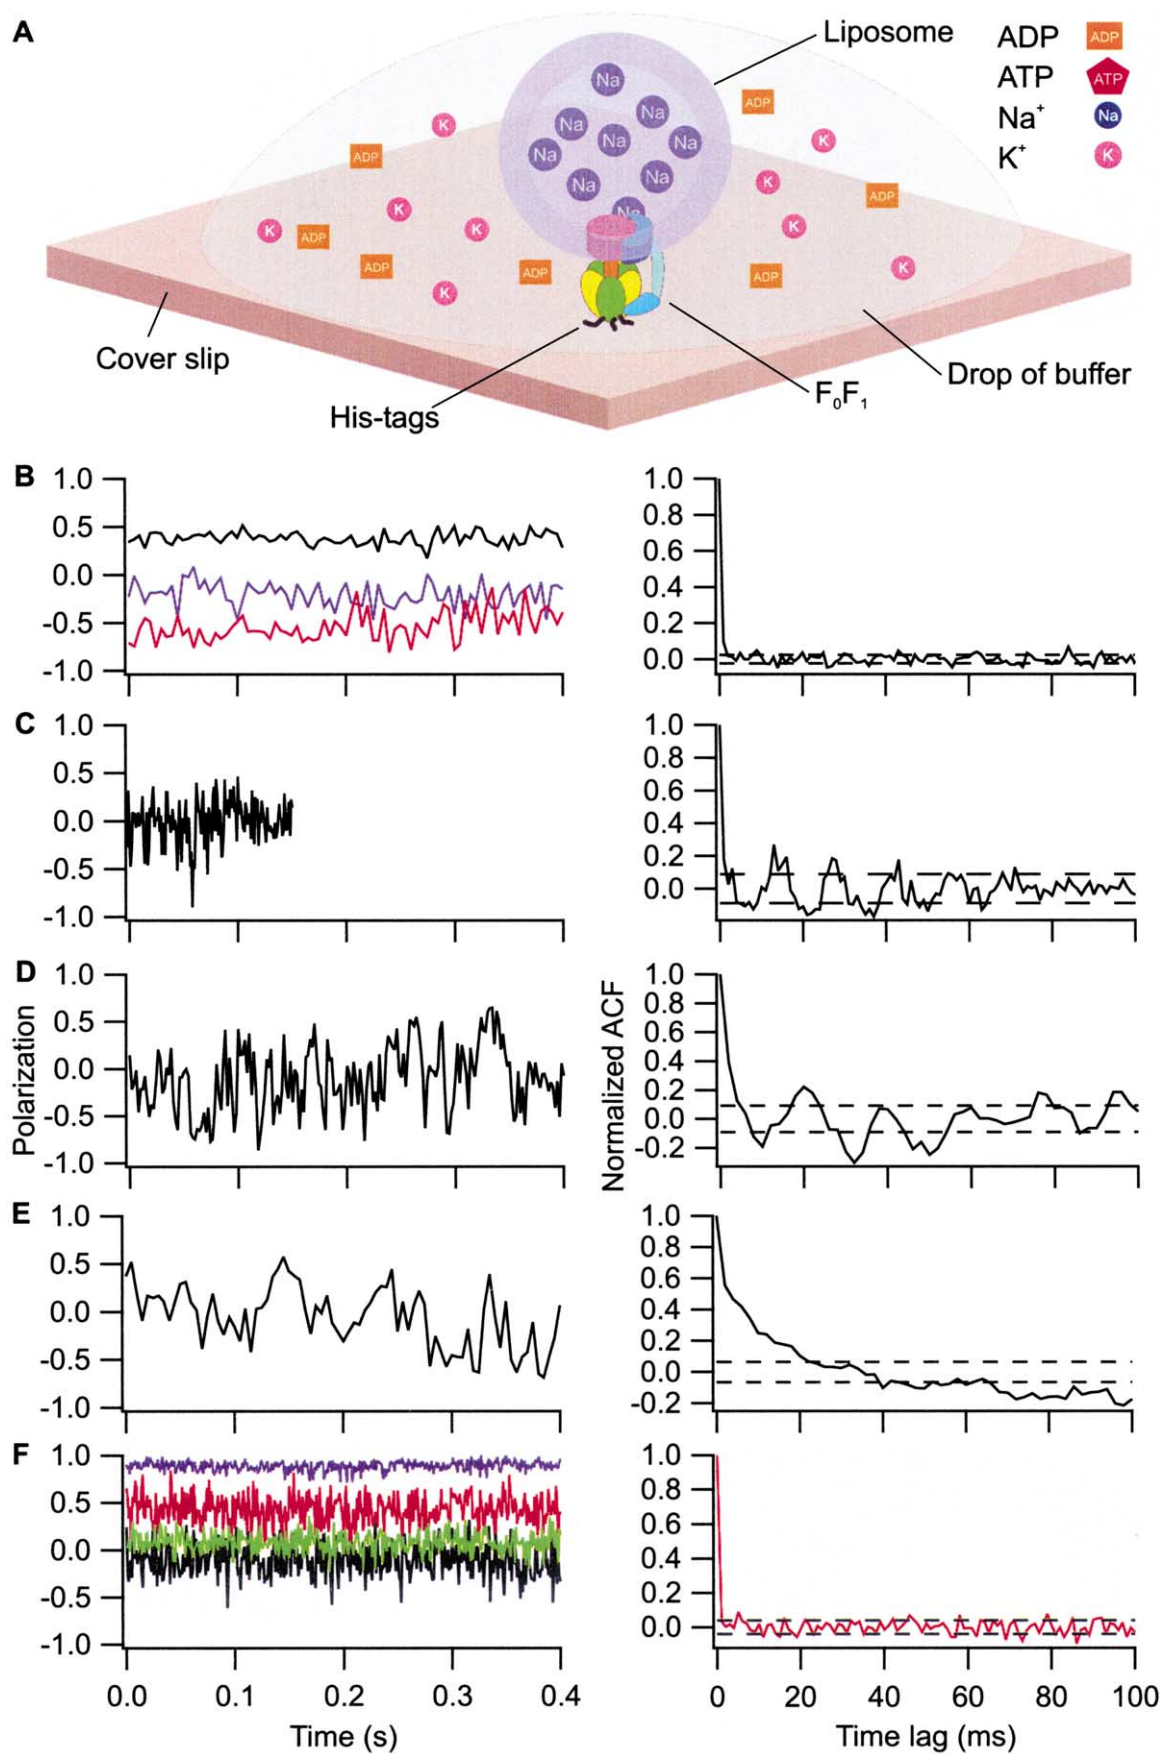 A
Liposome
ADP ADP
ATP ATP
Na⁺ Na
K⁺ K
Na
Na
Na
Na
Na
Na
Na
Na
Na
ADP
ADP
ADP
ADP
ADP
ADP
ADP
K
K
K
K
K
K
K
K
K
Cover slip
His-tags
F₀F₁
Drop of buffer
B
1.0
0.5
0.0
-0.5
-1.0
1.0
0.8
0.6
0.4
0.2
0.0
C
1.0
0.5
0.0
-0.5
-1.0
1.0
0.8
0.6
0.4
0.2
0.0
D
Polarization
1.0
0.5
0.0
-0.5
-1.0
Normalized ACF
1.0
0.8
0.6
0.4
0.2
0.0
-0.2
E
1.0
0.5
0.0
-0.5
-1.0
1.0
0.8
0.6
0.4
0.2
0.0
-0.2
F
1.0
0.5
0.0
-0.5
-1.0
1.0
0.8
0.6
0.4
0.2
0.0
0.0 0.1 0.2 0.3 0.4
Time (s)
0 20 40 60 80 100
Time lag (ms)